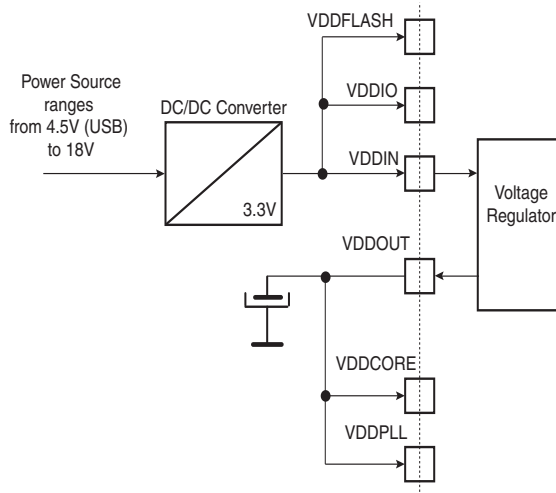 VDDFLASH
Power Source
ranges
from 4.5V (USB)
to 18V
DC/DC Converter
VDDIO
VDDIN
3.3V
Voltage
Regulator
VDDOUT
VDDCORE
VDDPLL